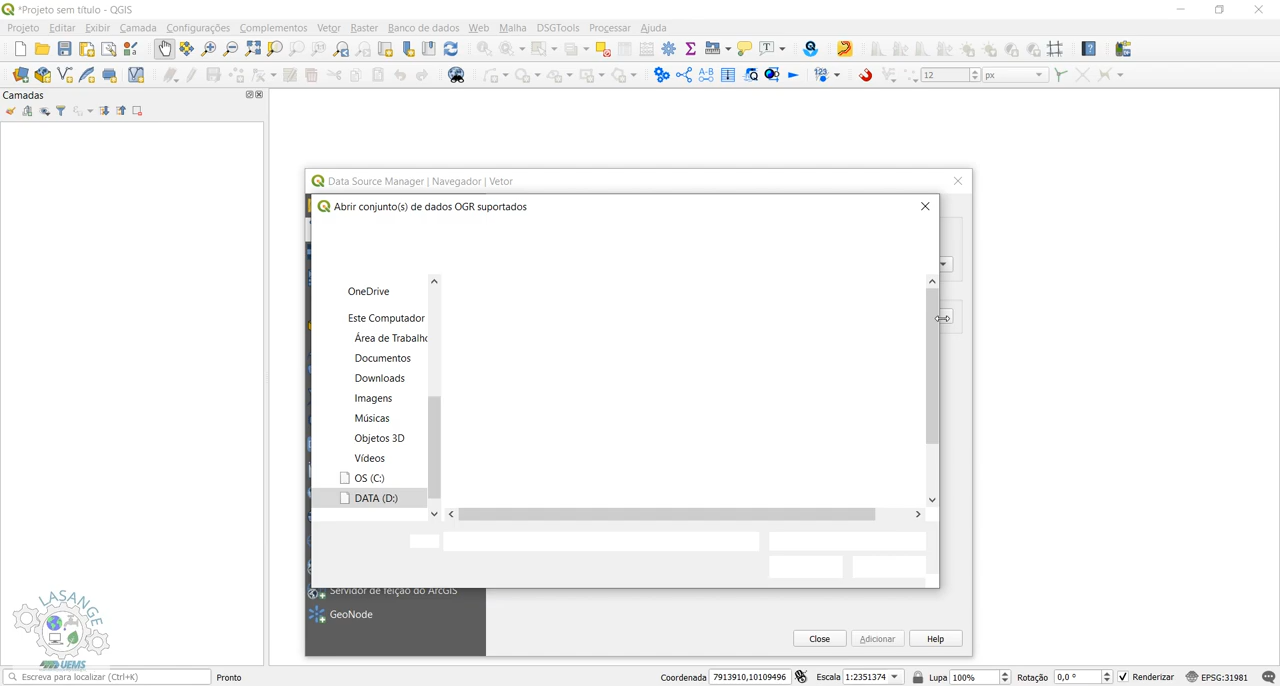 *Projeto sem título - QGIS
Projeto Editar Exibir Camada Configurações Complementos Vetor Raster Banco de dados Web Malha DSGTools Processar Ajuda
12 px
Camadas
Data Source Manager | Navegador | Vetor
Abrir conjunto(s) de dados OGR suportados
OneDrive
Este Computador
Área de Trabalho
Documentos
Downloads
Imagens
Músicas
Objetos 3D
Vídeos
OS (C:)
DATA (D:)
Servidor de feição do ArcGIS
GeoNode
Close Adicionar Help
LASANGE
UEMS
Escreva para localizar (Ctrl+K) Pronto Coordenada 7913910,10109496 Escala 1:2351374 Lupa 100% Rotação 0,0 ° Renderizar EPSG:31981